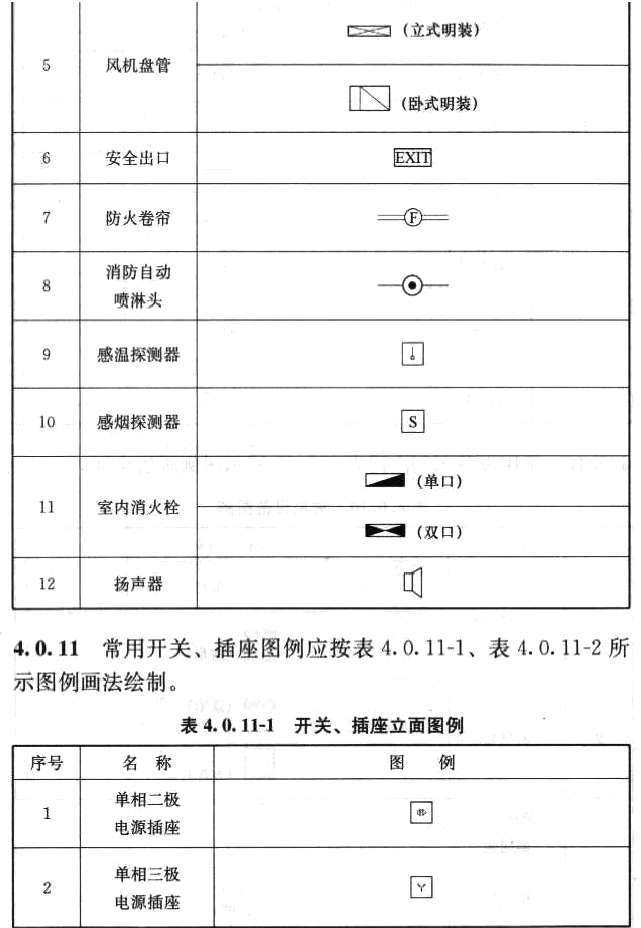 5 风机盘管 (立式明装)
(卧式明装)
6 安全出口 EXIT
7 防火卷帘 F
8 消防自动
喷淋头
9 感温探测器
10 感烟探测器 S
11 室内消火栓 (单口)
(双口)
12 扬声器
4.0.11 常用开关、插座图例应按表 4.0.11-1、表 4.0.11-2 所
示图例画法绘制。
表 4.0.11-1 开关、插座立面图例
序号 名 称 图 例
1 单相二极
电源插座
2 单相三极
电源插座